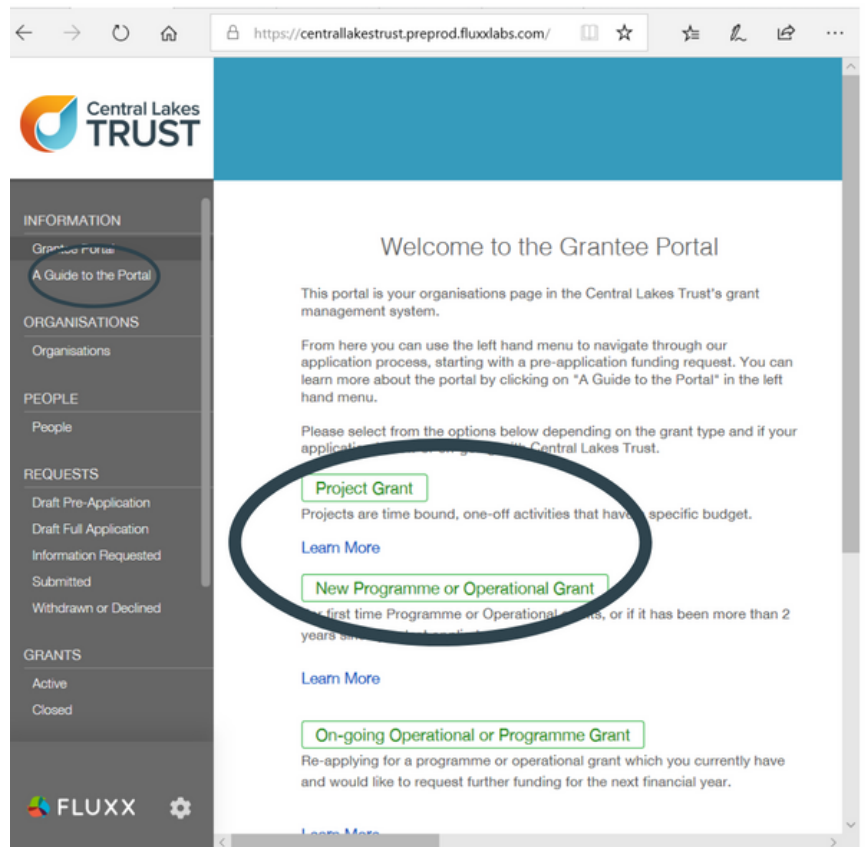 https://centrallakestrust.preprod.fluxxlabs.com/
Central Lakes
TRUST
INFORMATION
Grantee Portal
A Guide to the Portal
ORGANISATIONS
Organisations
PEOPLE
People
REQUESTS
Draft Pre-Application
Draft Full Application
Information Requested
Submitted
Withdrawn or Declined
GRANTS
Active
Closed
FLUXX
Welcome to the Grantee Portal
This portal is your organisations page in the Central Lakes Trust's grant
management system.
From here you can use the left hand menu to navigate through our
application process, starting with a pre-application funding request. You can
learn more about the portal by clicking on "A Guide to the Portal" in the left
hand menu.
Please select from the options below depending on the grant type and if your
Central Lakes Trust.
Project Grant
Projects are time bound, one-off activities that have specific budget.
Learn More
New Programme or Operational Grant
first time Programme or Operational or if it has been more than 2
years
Learn More
On-going Operational or Programme Grant
Re-applying for a programme or operational grant which you currently have
and would like to request further funding for the next financial year.
Learn More